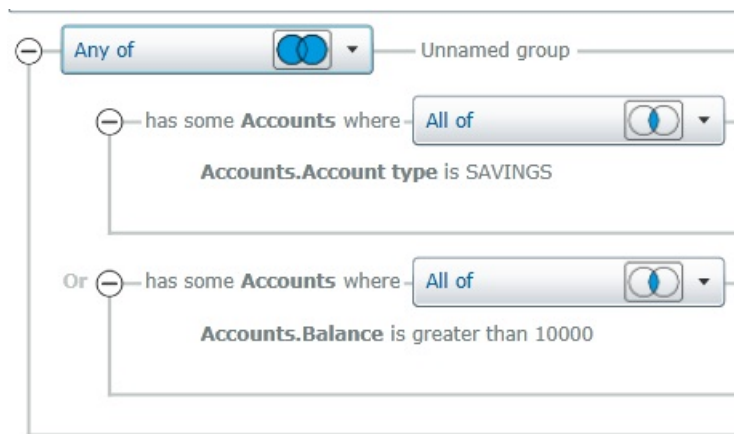 Any of Unnamed group
has some Accounts where All of
Accounts.Account type is SAVINGS
Or has some Accounts where All of
Accounts.Balance is greater than 10000